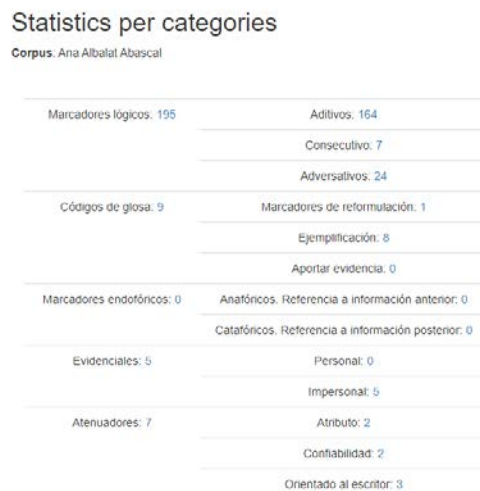 Statistics per categories
Corpus: Ana Albalat Abascal
Marcadores lógicos: 195 Aditivos: 164
Consecutivo: 7
Adversativos: 24
Códigos de glosa: 9 Marcadores de reformulación: 1
Ejemplificación: 8
Aportar evidencia: 0
Marcadores endofóricos: 0 Anafóricos. Referencia a información anterior: 0
Catafóricos. Referencia a información posterior: 0
Evidenciales: 5 Personal: 0
Impersonal: 5
Atenuadores: 7 Atributo: 2
Confiabilidad: 2
Orientado al escritor: 3